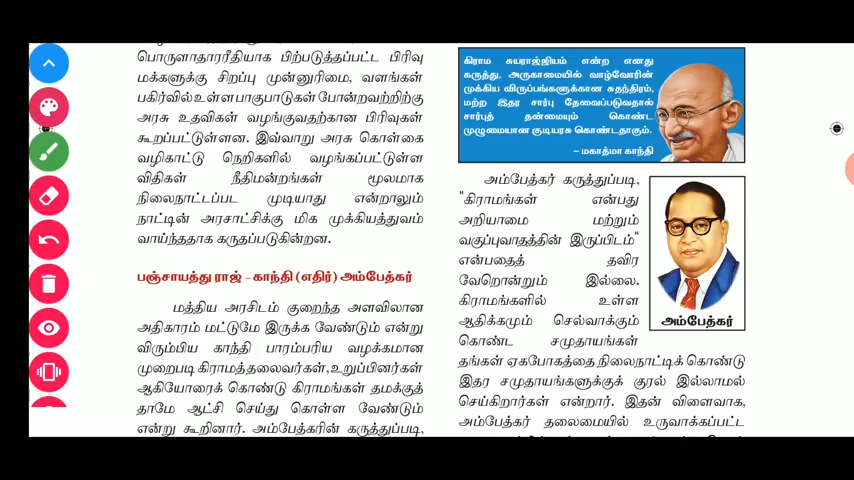 பொருளாதாரரீதியாக பிற்படுத்தப்பட்ட பிரிவு
மக்களுக்கு சிறப்பு முன்னுரிமை, வளங்கள்
பகிர்வில் உள்ள பாகுபாடுகள் போன்றவற்றிற்கு
அரசு உதவிகள் வழங்குவதற்கான பிரிவுகள்
கூறப்பட்டுள்ளன. இவ்வாறு அரசு கொள்கை
வழிகாட்டு நெறிகளில் வழங்கப்பட்டுள்ள
விதிகள் நீதிமன்றங்கள் மூலமாக
நிலைநாட்டப்பட முடியாது என்றாலும்
நாட்டின் அரசாட்சிக்கு மிக முக்கியத்துவம்
வாய்ந்ததாக கருதப்படுகின்றன.
பஞ்சாயத்து ராஜ் – காந்தி (எதிர்) அம்பேத்கர்
மத்திய அரசிடம் குறைந்த அளவிலான
அதிகாரம் மட்டுமே இருக்க வேண்டும் என்று
விரும்பிய காந்தி பாரம்பரிய வழக்கமான
முறைபடி கிராமத்தலைவர்கள், உறுப்பினர்கள்
ஆகியோரைக் கொண்டு கிராமங்கள் தமக்குத்
தாமே ஆட்சி செய்து கொள்ள வேண்டும்
என்று கூறினார். அம்பேத்கரின் கருத்துப்படி,
கிராம சுயராஜ்ஜியம் என்ற எனது
கருத்து, அருகாமையில் வாழ்வோரின்
முக்கிய விருப்பங்களுக்கான சுதந்திரம்,
மற்ற இதர சார்பு தேவைப்படுவதால்
சார்புத் தன்மையும் கொண்ட
முழுமையான குடியரசு கொண்டதாகும்.
– மகாத்மா காந்தி
அம்பேத்கர் கருத்துப்படி,
"கிராமங்கள் என்பது
அறியாமை மற்றும்
வகுப்புவாதத்தின் இருப்பிடம்"
என்பதைத் தவிர
வேறொன்றும் இல்லை.
கிராமங்களில் உள்ள
ஆதிக்கமும் செல்வாக்கும்
கொண்ட சமுதாயங்கள்
அம்பேத்கர்
தங்கள் ஏகபோகத்தை நிலைநாட்டிக் கொண்டு
இதர சமுதாயங்களுக்குக் குரல் இல்லாமல்
செய்கிறார்கள் என்றார். இதன் விளைவாக,
அம்பேத்கர் தலைமையில் உருவாக்கப்பட்ட